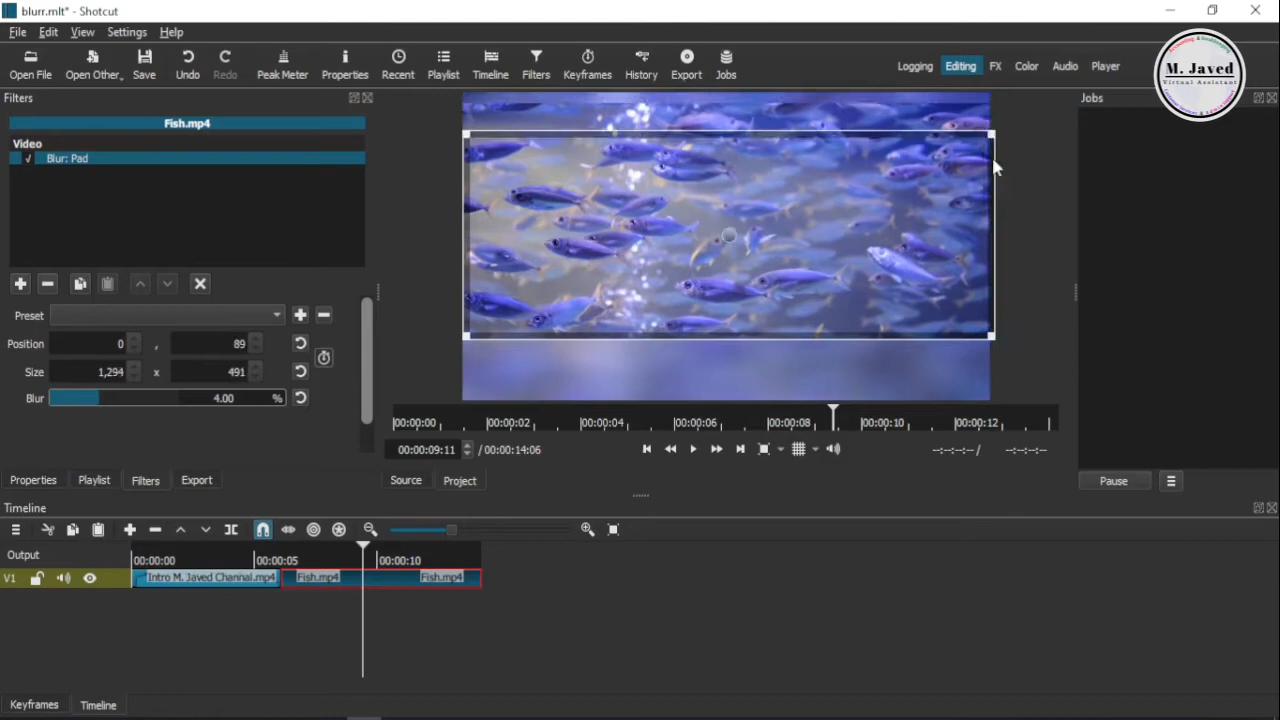 blurr.mlt* - Shotcut
File Edit View Settings Help
Open File Open Other.. Save Undo Redo Peak Meter Properties Recent Playlist Timeline Filters Keyframes History Export Jobs
Logging Editing FX Color Audio Player
M. Javed
Virtual Assistant
Filters
Fish.mp4
Video
✓ Blur: Pad
Preset
Position 0 , 89
Size 1,294 x 491
Blur 4.00 %
Properties Playlist Filters Export
00:00:00 00:00:02 00:00:04 00:00:06 00:00:08 00:00:10 00:00:12
00:00:09:11 / 00:00:14:06
--:--:--:-- / --:--:--:--
Source Project
Jobs
Pause
Timeline
Output
00:00:00 00:00:05 00:00:10
V1
Intro M. Javed Channal.mp4 Fish.mp4 Fish.mp4
Keyframes Timeline